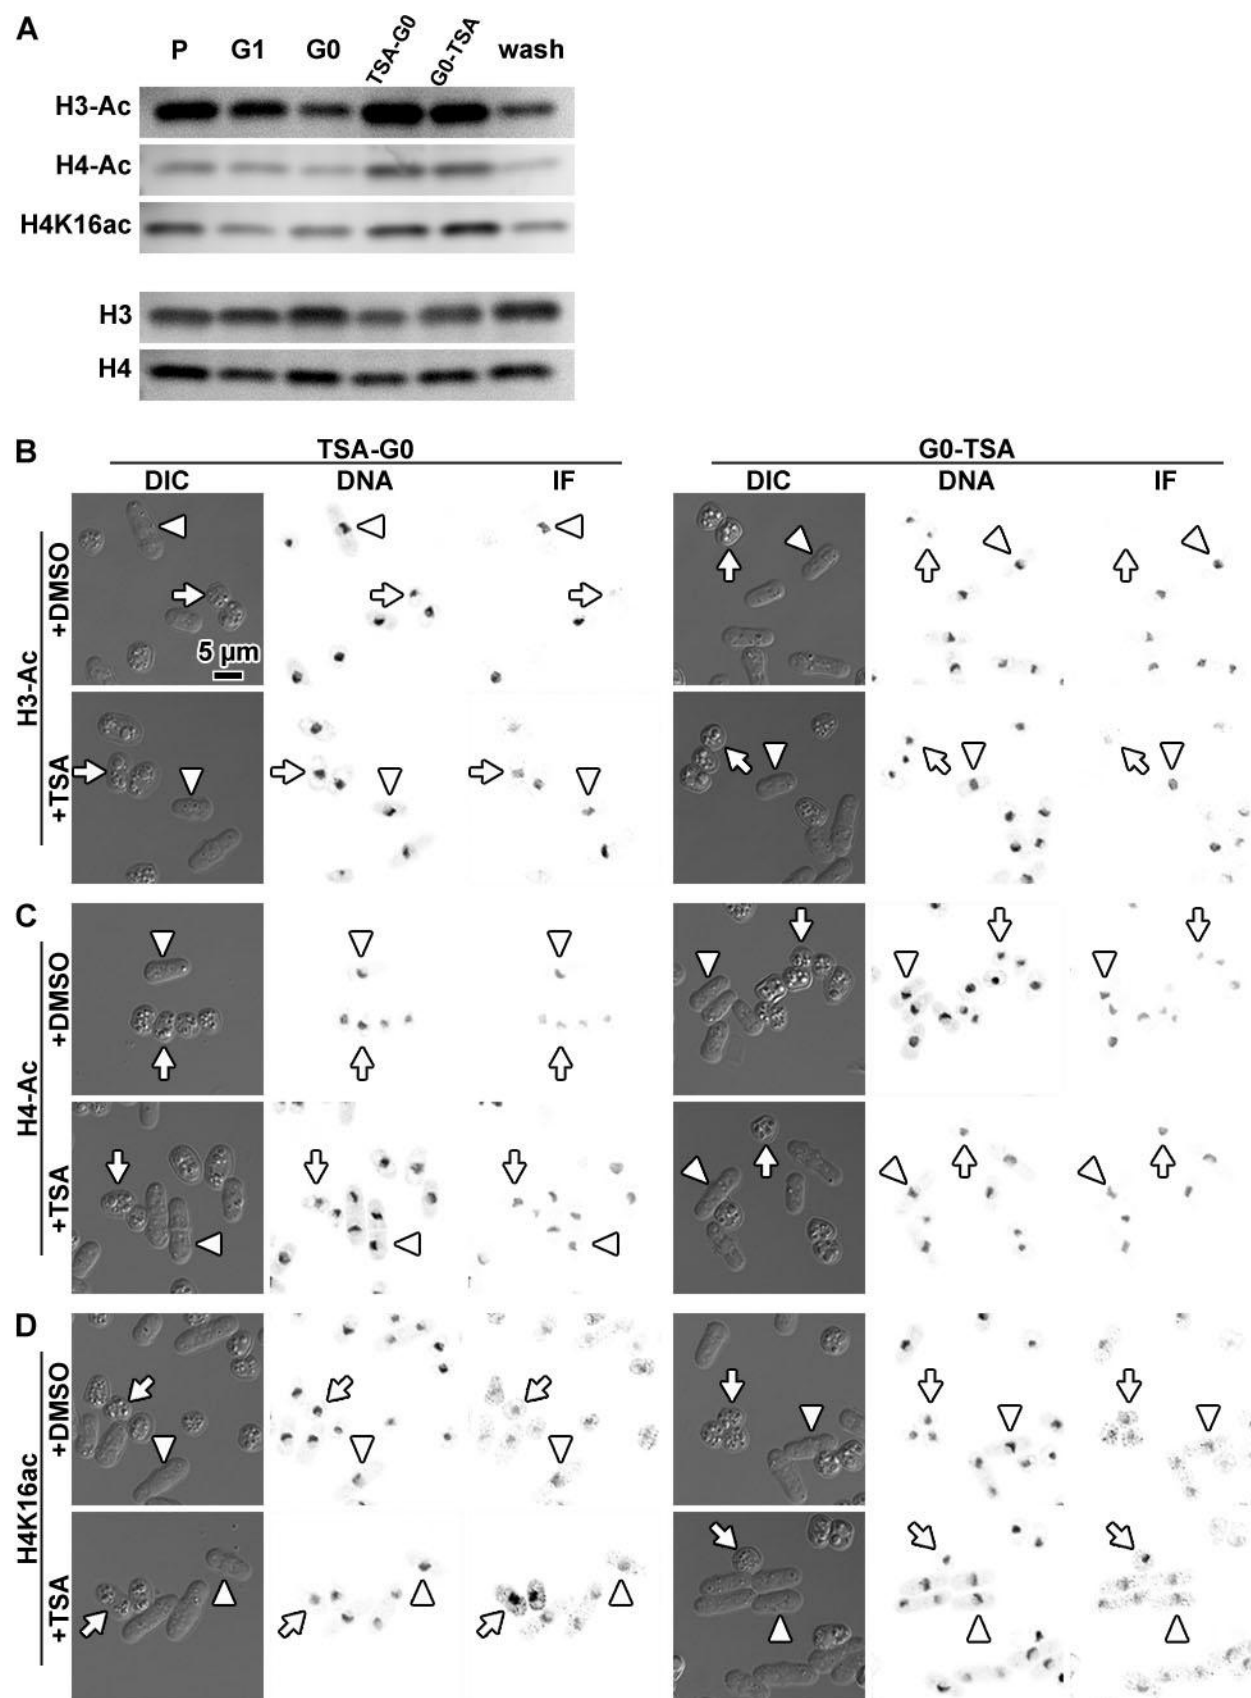 A
P G1 G0 TSA-G0 G0-TSA wash
H3-Ac
H4-Ac
H4K16ac
H3
H4
B
TSA-G0 G0-TSA
DIC DNA IF DIC DNA IF
H3-Ac
+DMSO
5 µm
+TSA
C
H4-Ac
+DMSO
+TSA
D
H4K16ac
+DMSO
+TSA